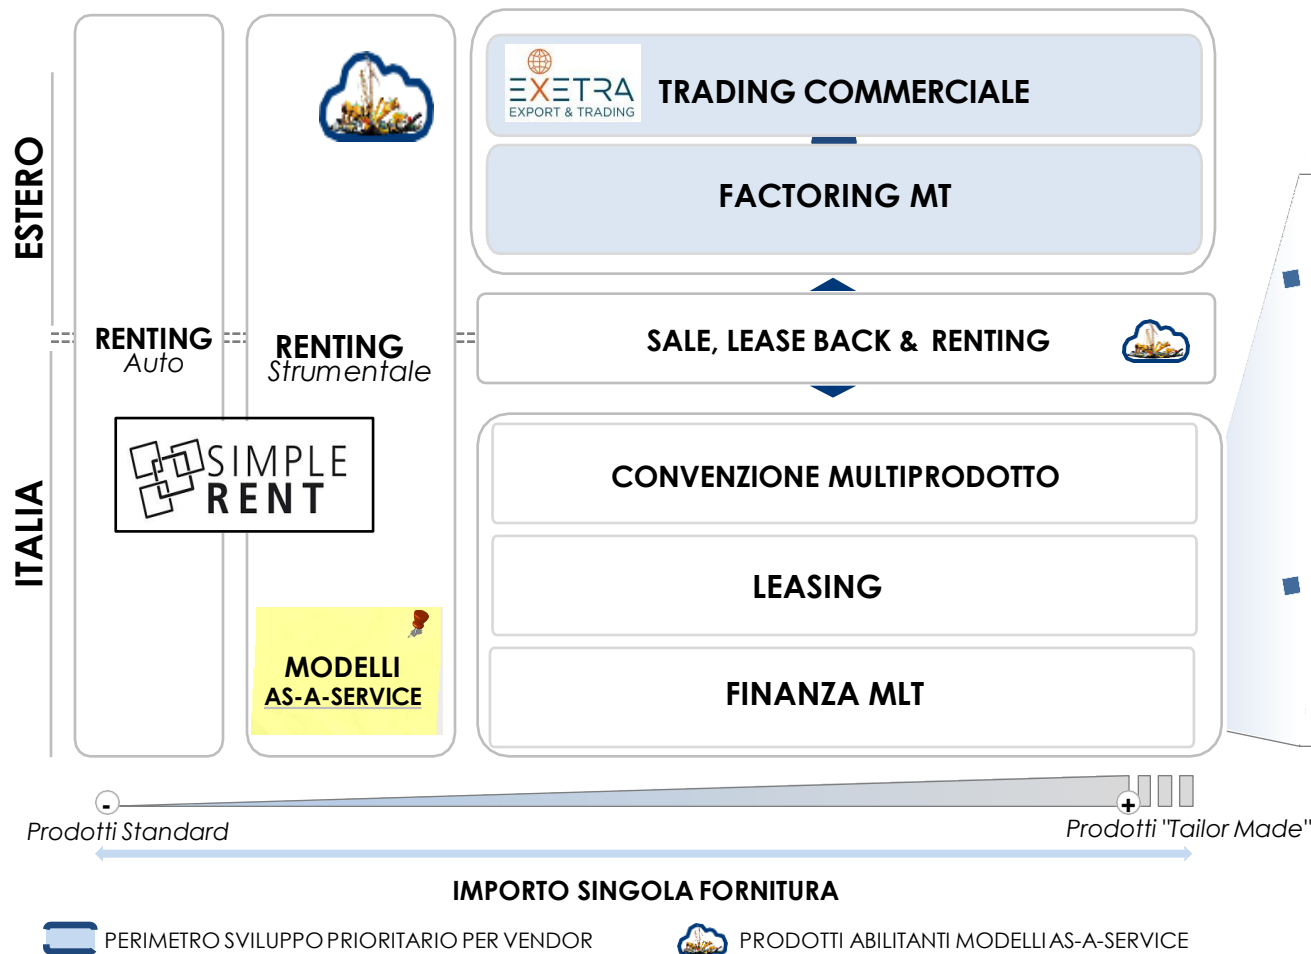 EXETRA
EXPORT & TRADING
TRADING COMMERCIALE
FACTORING MT
ESTERO
RENTING
Auto
RENTING
Strumentale
SALE, LEASE BACK & RENTING
SIMPLE
RENT
ITALIA
CONVENZIONE MULTIPRODOTTO
LEASING
MODELLI
AS-A-SERVICE
FINANZA MLT
-
+
Prodotti Standard
Prodotti "Tailor Made"
IMPORTO SINGOLA FORNITURA
PERIMETRO SVILUPPO PRIORITARIO PER VENDOR
PRODOTTI ABILITANTI MODELLI AS-A-SERVICE